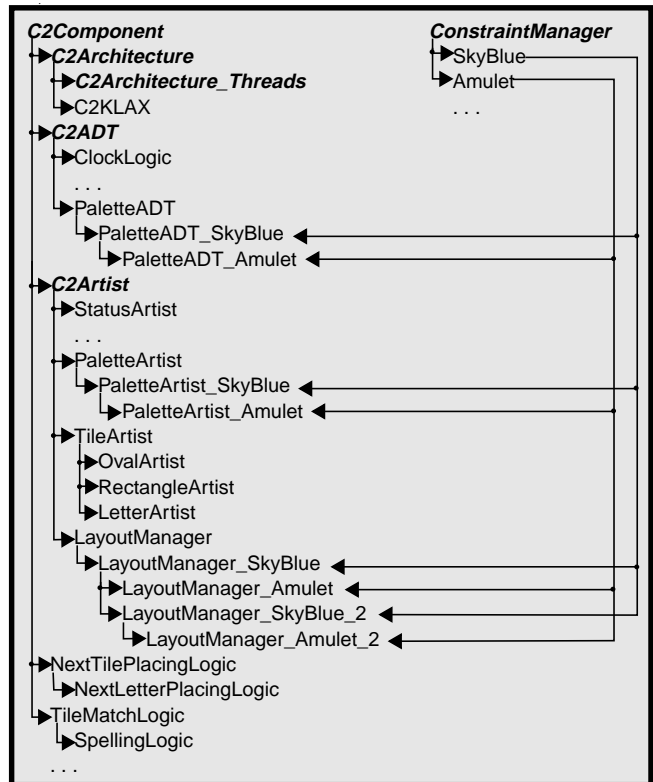 C2Component
C2Architecture
C2Architecture_Threads
C2KLAX
C2ADT
ClockLogic
. . .
PaletteADT
PaletteADT_SkyBlue
PaletteADT_Amulet
C2Artist
StatusArtist
. . .
PaletteArtist
PaletteArtist_SkyBlue
PaletteArtist_Amulet
TileArtist
OvalArtist
RectangleArtist
LetterArtist
LayoutManager
LayoutManager_SkyBlue
LayoutManager_Amulet
LayoutManager_SkyBlue_2
LayoutManager_Amulet_2
NextTilePlacingLogic
NextLetterPlacingLogic
TileMatchLogic
SpellingLogic
. . .
ConstraintManager
SkyBlue
Amulet
. . .